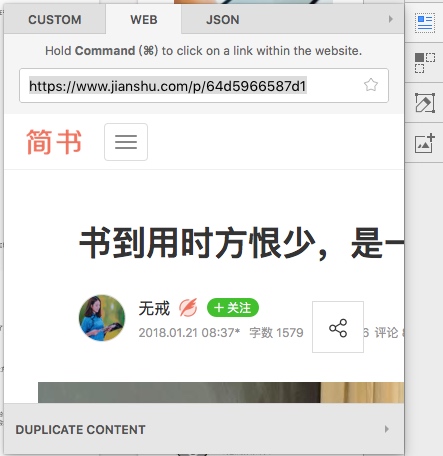 CUSTOM WEB JSON
Hold Command (⌘) to click on a link within the website.
https://www.jianshu.com/p/64d5966587d1
简书
书到用时方恨少，是一
无戒 + 关注
2018.01.21 08:37* 字数 1579 6 评论
DUPLICATE CONTENT